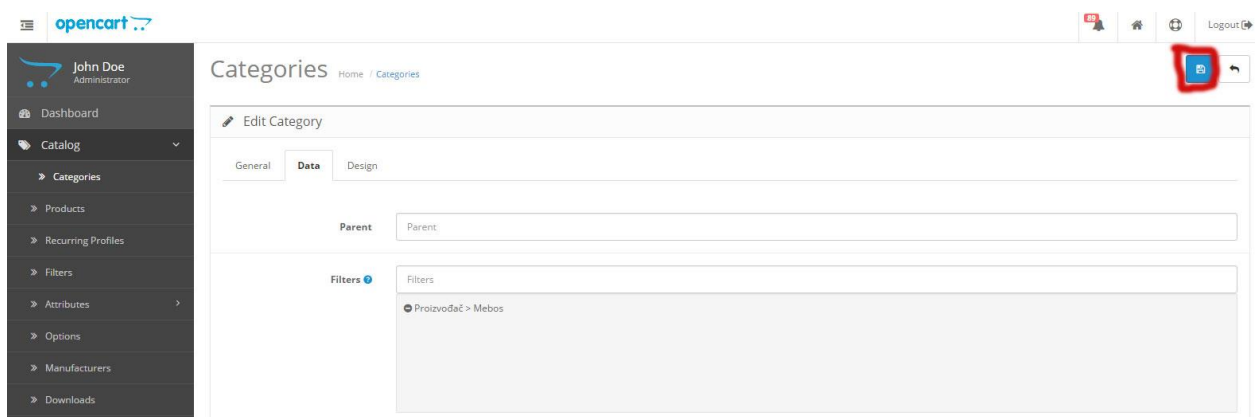 opencart
89
Logout
John Doe
Administrator
Categories
Home / Categories
Dashboard
Edit Category
Catalog
General Data Design
Categories
Products
Parent Parent
Recurring Profiles
Filters
Filters ? Filters
Attributes
Proizvođač > Mebos
Options
Manufacturers
Downloads